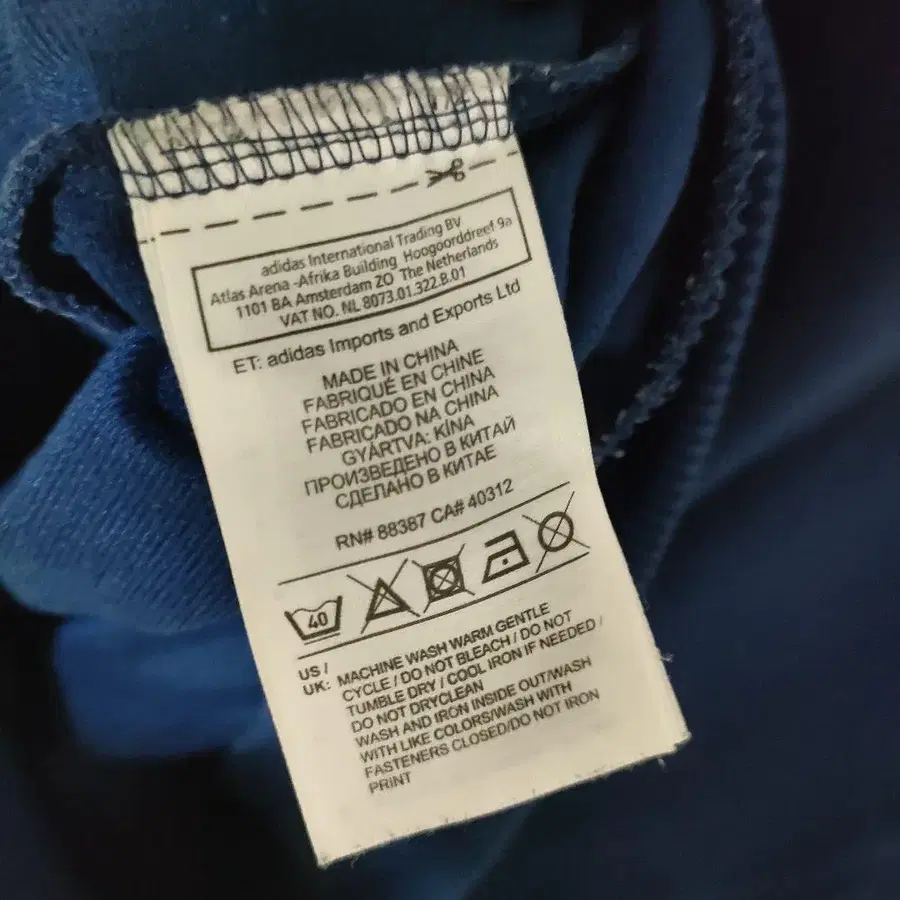 adidas International Trading BV
Atlas Arena -Afrika Building Hoogoorddreef 9a
1101 BA Amsterdam ZO The Netherlands
VAT NO. NL 8073.01.322.B.01
ET: adidas Imports and Exports Ltd
MADE IN CHINA
FABRIQUÉ EN CHINE
FABRICADO EN CHINA
FABRICADO NA CHINA
GYÁRTVA: KÍNA
ПРОИЗВЕДЕНО В КИТАЙ
СДЕЛАНО В КИТАЕ
RN# 88387 CA# 40312
40
US /
UK: MACHINE WASH WARM GENTLE
CYCLE / DO NOT BLEACH / DO NOT
TUMBLE DRY / COOL IRON IF NEEDED /
DO NOT DRYCLEAN
WASH AND IRON INSIDE OUT/WASH
WITH LIKE COLORS/WASH WITH
FASTENERS CLOSED/DO NOT IRON
PRINT